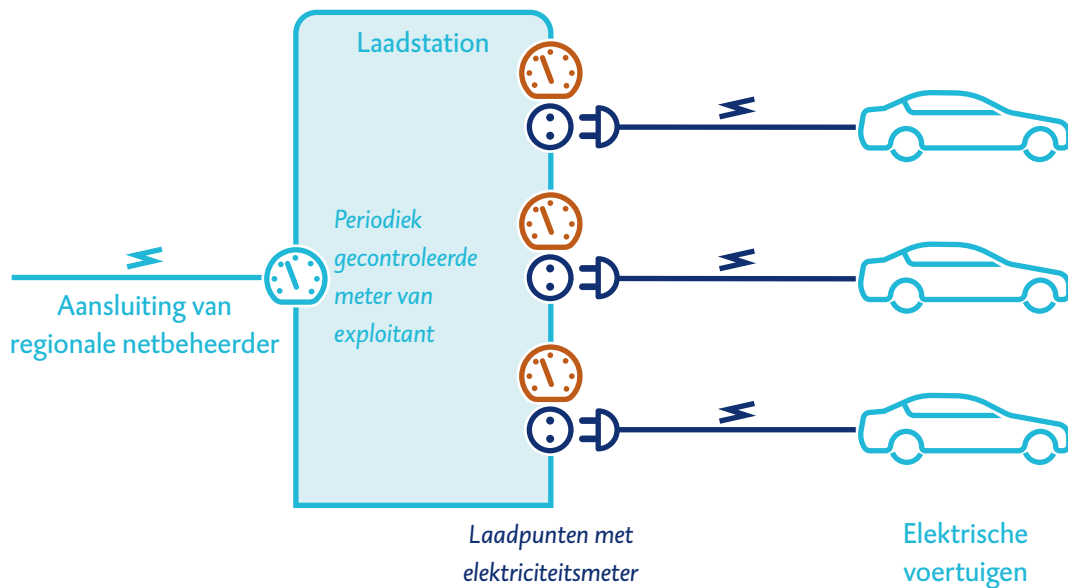 Laadstation
Periodiek
gecontroleerde
meter van
exploitant
Aansluiting van
regionale netbeheerder
Laadpunten met
elektriciteitsmeter
Elektrische
voertuigen